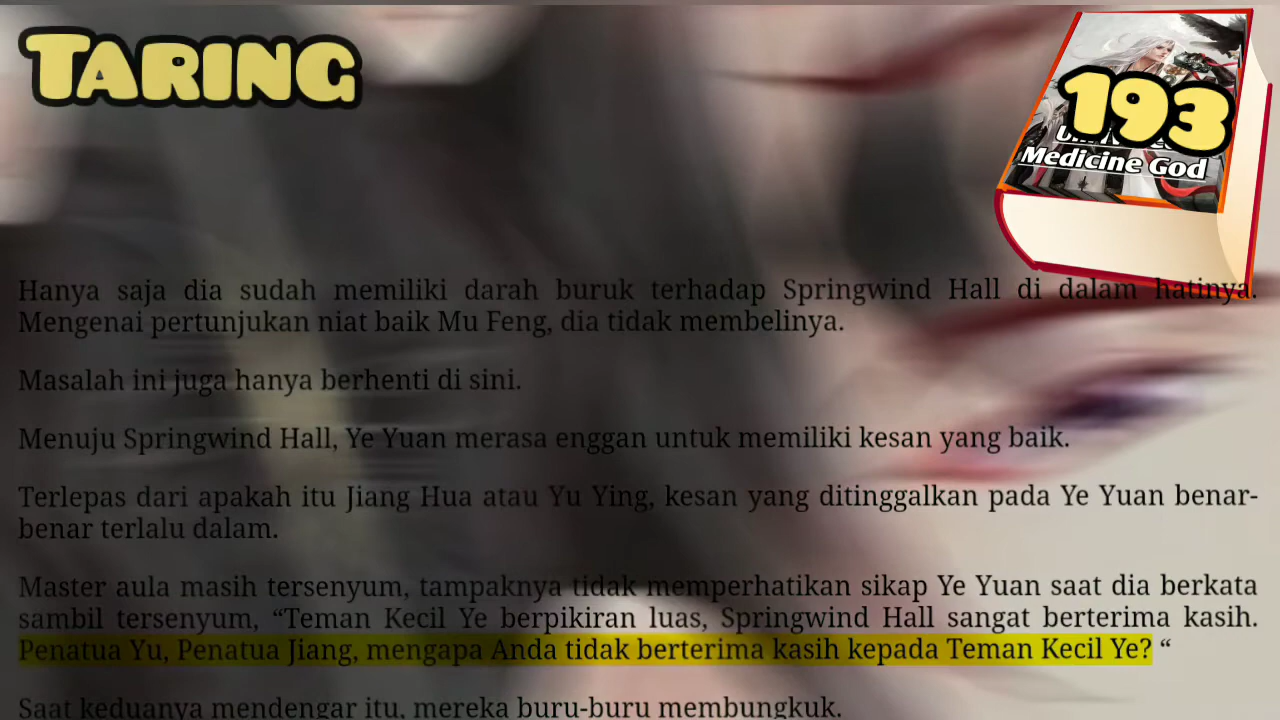 TARING
193
Medicine God
Hanya saja dia sudah memiliki darah buruk terhadap Springwind Hall di dalam hatinya.
Mengenai pertunjukan niat baik Mu Feng, dia tidak membelinya.
Masalah ini juga hanya berhenti di sini.
Menuju Springwind Hall, Ye Yuan merasa enggan untuk memiliki kesan yang baik.
Terlepas dari apakah itu Jiang Hua atau Yu Ying, kesan yang ditinggalkan pada Ye Yuan benar-
benar terlalu dalam.
Master aula masih tersenyum, tampaknya tidak memperhatikan sikap Ye Yuan saat dia berkata
sambil tersenyum, “Teman Kecil Ye berpikiran luas, Springwind Hall sangat berterima kasih.
Penatua Yu, Penatua Jiang, mengapa Anda tidak berterima kasih kepada Teman Kecil Ye? “
Saat keduanya mendengar itu, mereka buru-buru membungkuk.